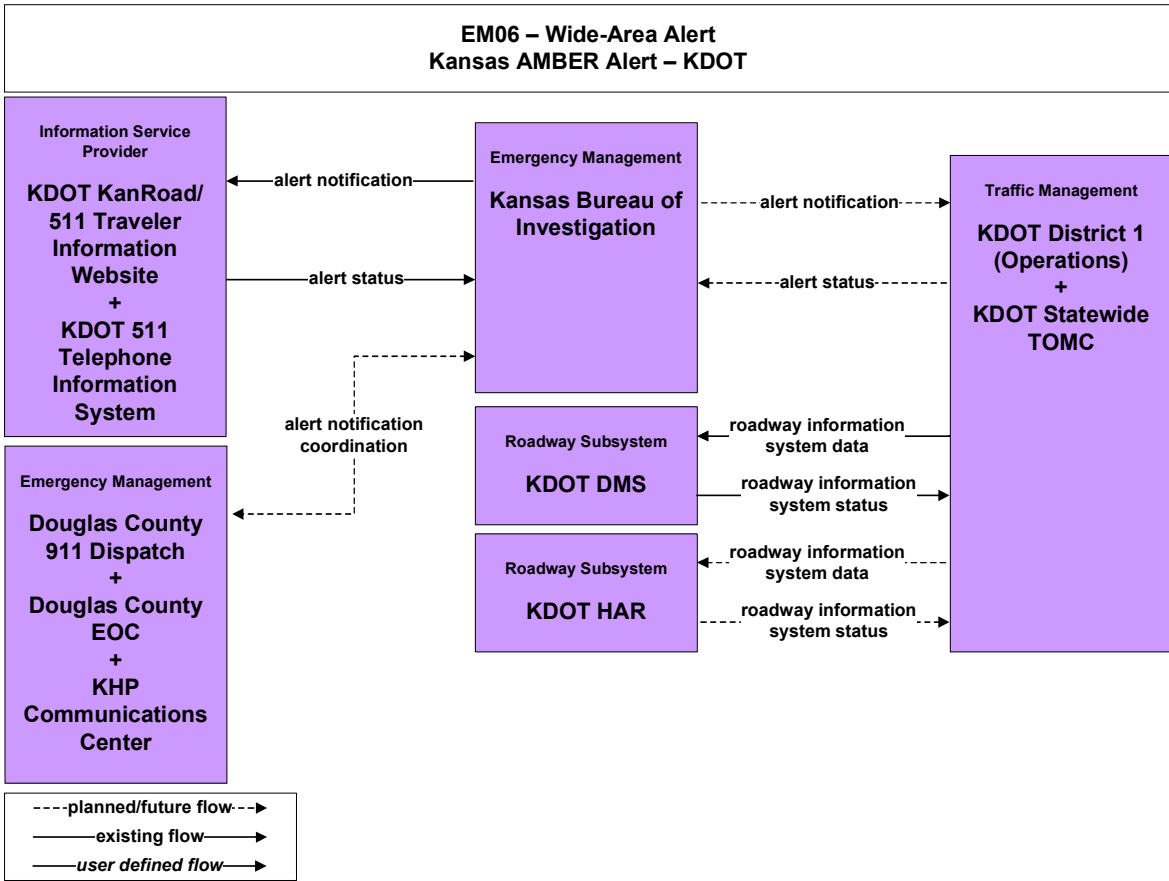 EM06 – Wide-Area Alert
Kansas AMBER Alert – KDOT
Information Service
Provider
KDOT KanRoad/
511 Traveler
Information
Website
+
KDOT 511
Telephone
Information
System
alert notification
alert status
alert notification
coordination
Emergency Management
Kansas Bureau of
Investigation
alert notification
alert status
Traffic Management
KDOT District 1
(Operations)
+
KDOT Statewide
TOMC
Roadway Subsystem
KDOT DMS
roadway information
system data
roadway information
system status
Roadway Subsystem
KDOT HAR
roadway information
system data
roadway information
system status
Emergency Management
Douglas County
911 Dispatch
+
Douglas County
EOC
+
KHP
Communications
Center
planned/future flow
existing flow
user defined flow